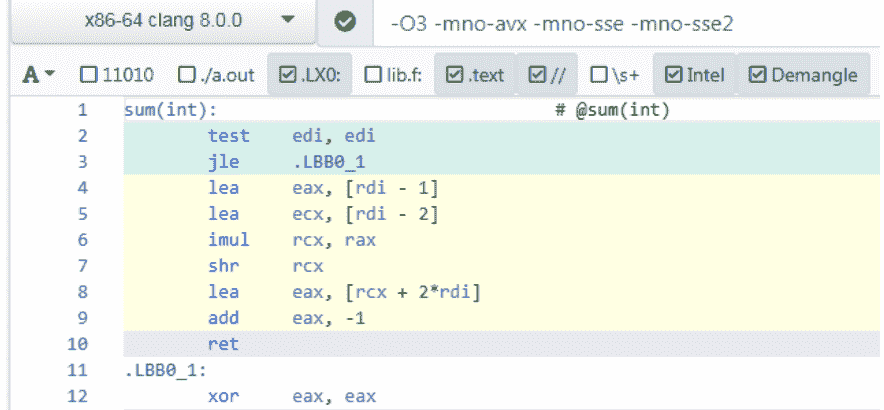 x86-64 clang 8.0.0 -O3 -mno-avx -mno-sse -mno-sse2
A 11010 ./a.out .LX0: lib.f: .text // \s+ Intel Demangle
1 sum(int): # @sum(int)
2 test edi, edi
3 jle .LBB0_1
4 lea eax, [rdi - 1]
5 lea ecx, [rdi - 2]
6 imul rcx, rax
7 shr rcx
8 lea eax, [rcx + 2*rdi]
9 add eax, -1
10 ret
11 .LBB0_1:
12 xor eax, eax